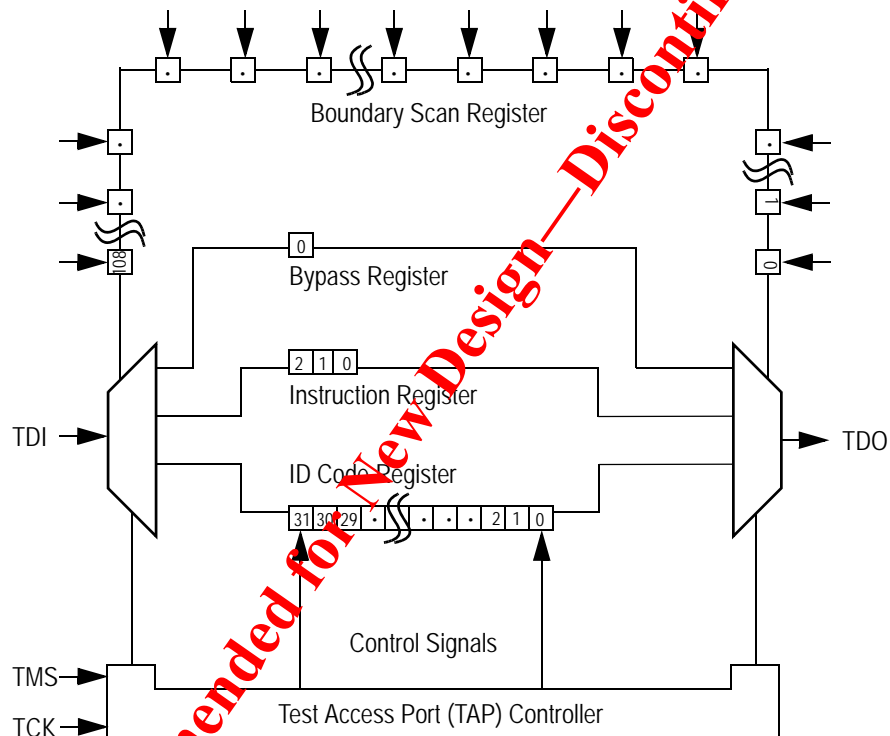 Boundary Scan Register
1
108
0
0
Bypass Register
2 1 0
Instruction Register
TDI
TDO
ID Code Register
31 30 29 · · · · 2 1 0
Control Signals
TMS
Test Access Port (TAP) Controller
TCK
mended for New Design—Discontin